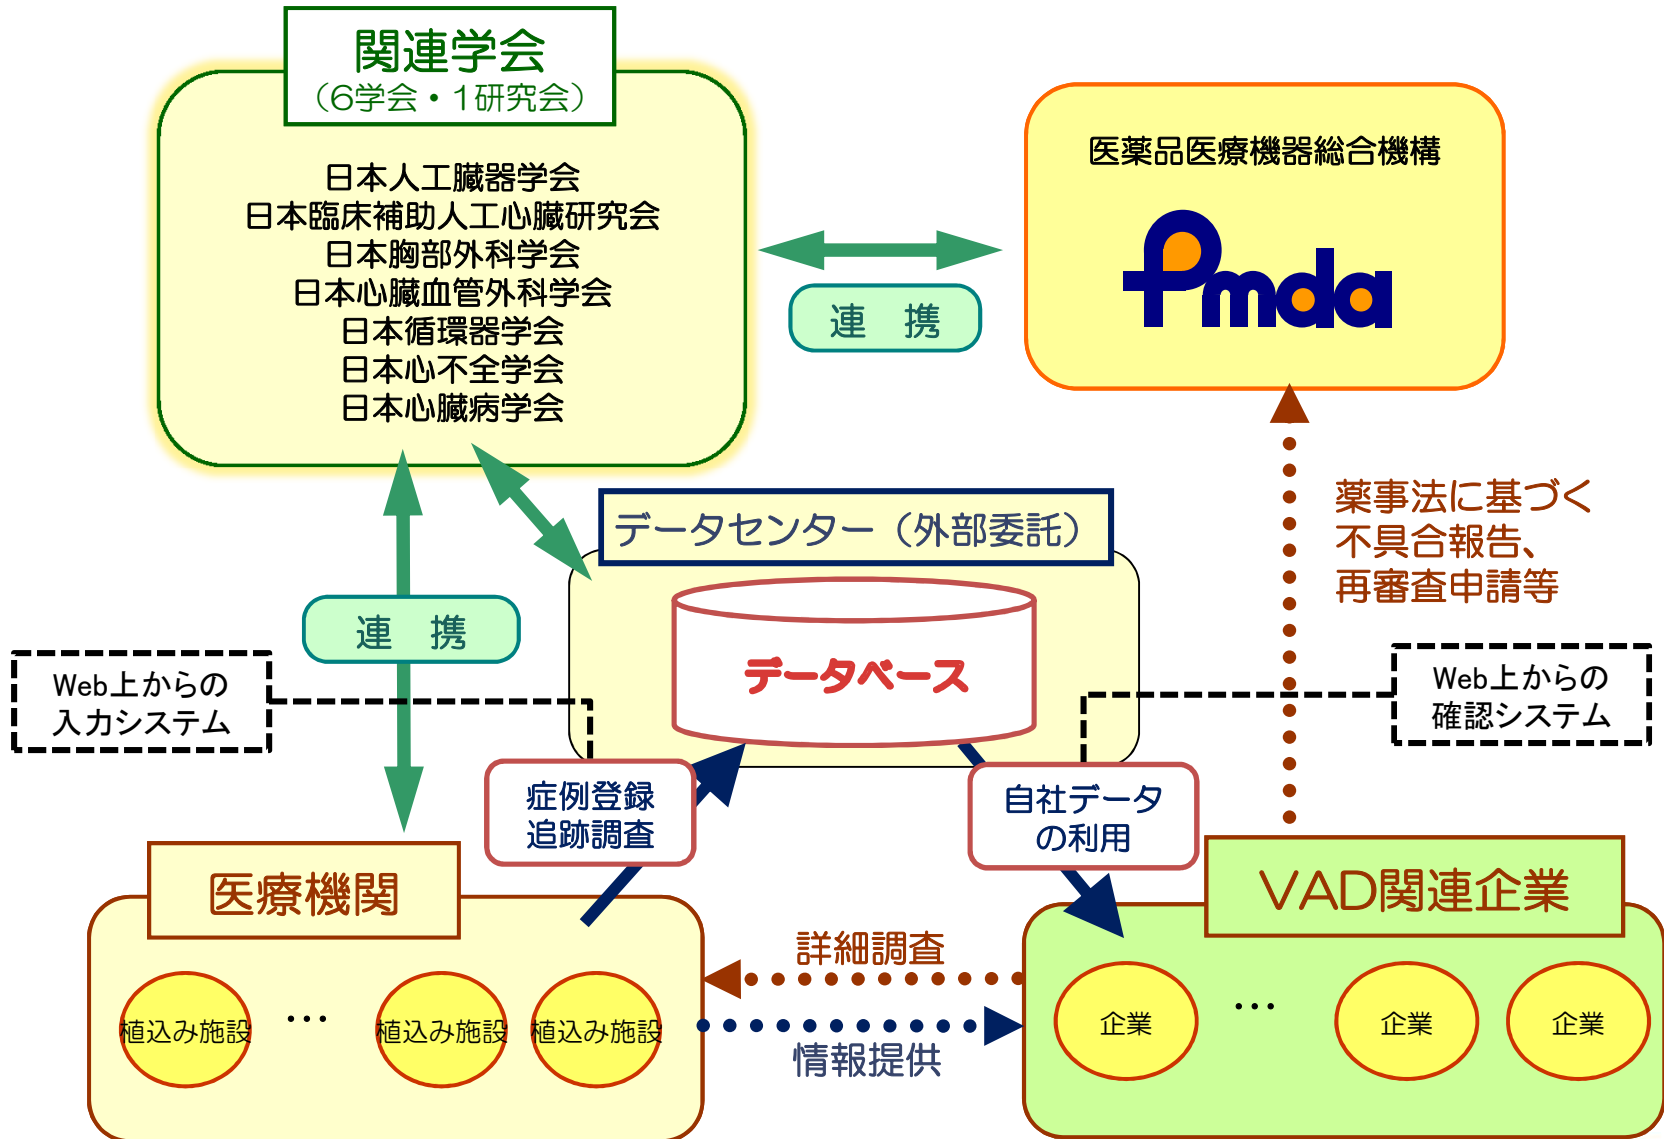 関連学会
（6学会・1研究会）
日本人工臓器学会
日本臨床補助人工心臓研究会
日本胸部外科学会
日本心臓血管外科学会
日本循環器学会
日本心不全学会
日本心臓病学会
医薬品医療機器総合機構
pmda
連　携
薬事法に基づく
不具合報告、
再審査申請等
データセンター（外部委託）
データベース
連　携
Web上からの
入力システム
Web上からの
確認システム
症例登録
追跡調査
自社データ
の利用
医療機関
植込み施設
…
植込み施設
植込み施設
詳細調査
情報提供
VAD関連企業
企業
…
企業
企業